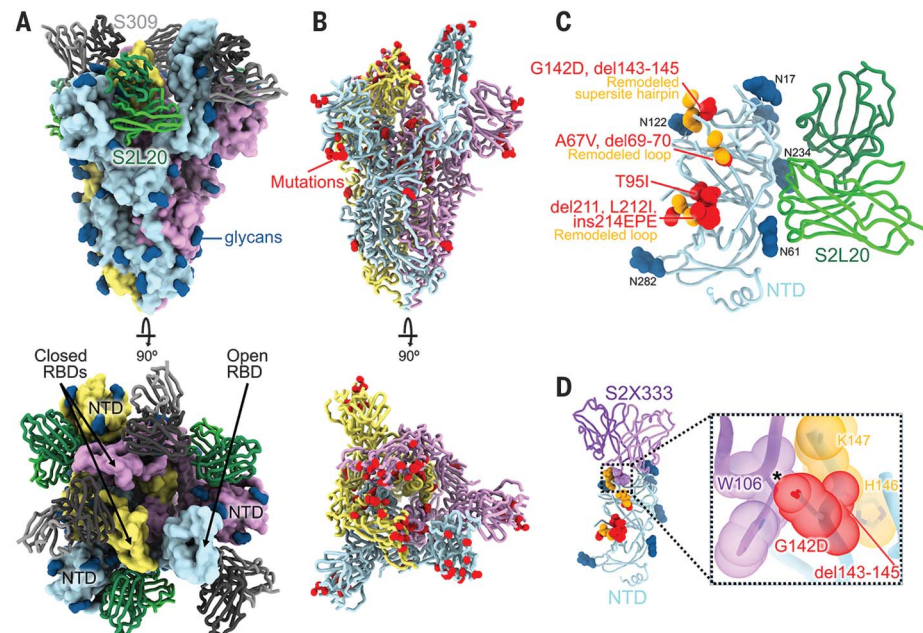 A
S309
S2L20
glycans
90º
Closed
RBDs
Open
RBD
NTD
NTD
NTD
B
Mutations
90º
C
G142D, del143-145
Remodeled
supersite hairpin
N17
N122
A67V, del69-70
Remodeled loop
N234
T95I
del211, L212I,
ins214EPE
Remodeled loop
N61
S2L20
N282
C
NTD
D
S2X333
NTD
K147
W106
*
H146
G142D
del143-145